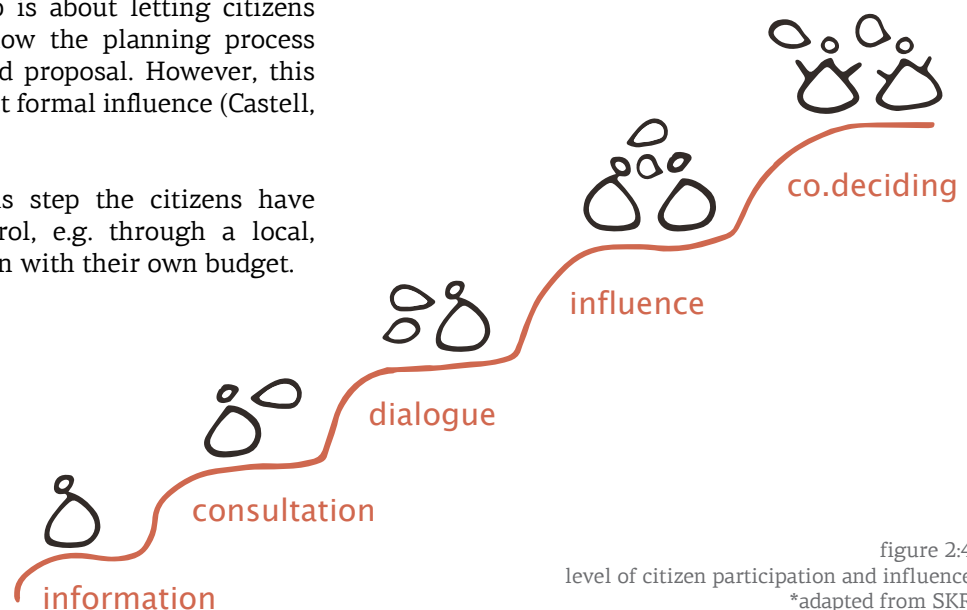 is about letting citizens
ow the planning process
d proposal. However, this
t formal influence (Castell,
s step the citizens have
rol, e.g. through a local,
n with their own budget.
co.deciding
influence
dialogue
consultation
information
figure 2:4
level of citizen participation and influence
*adapted from SKR